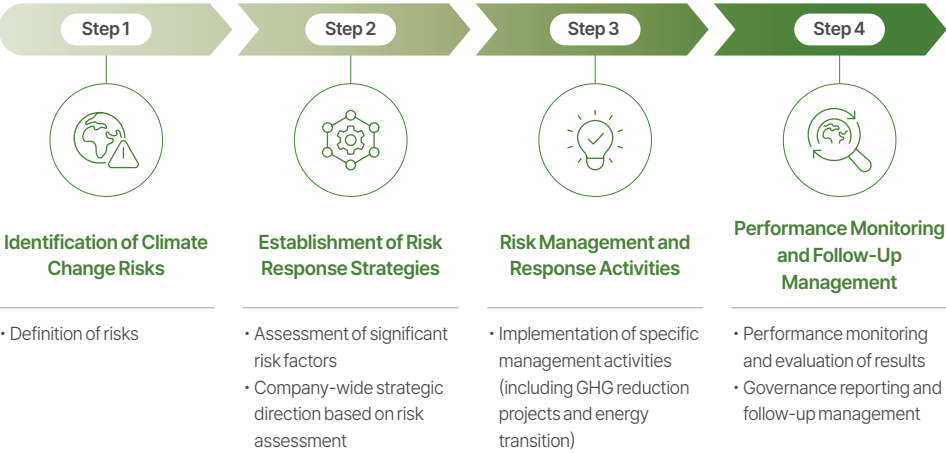 Step 1
Step 2
Step 3
Step 4
Identification of Climate
Change Risks
Establishment of Risk
Response Strategies
Risk Management and
Response Activities
Performance Monitoring
and Follow-Up
Management
• Definition of risks
• Assessment of significant
risk factors
• Company-wide strategic
direction based on risk
assessment
• Implementation of specific
management activities
(including GHG reduction
projects and energy
transition)
• Performance monitoring
and evaluation of results
• Governance reporting and
follow-up management